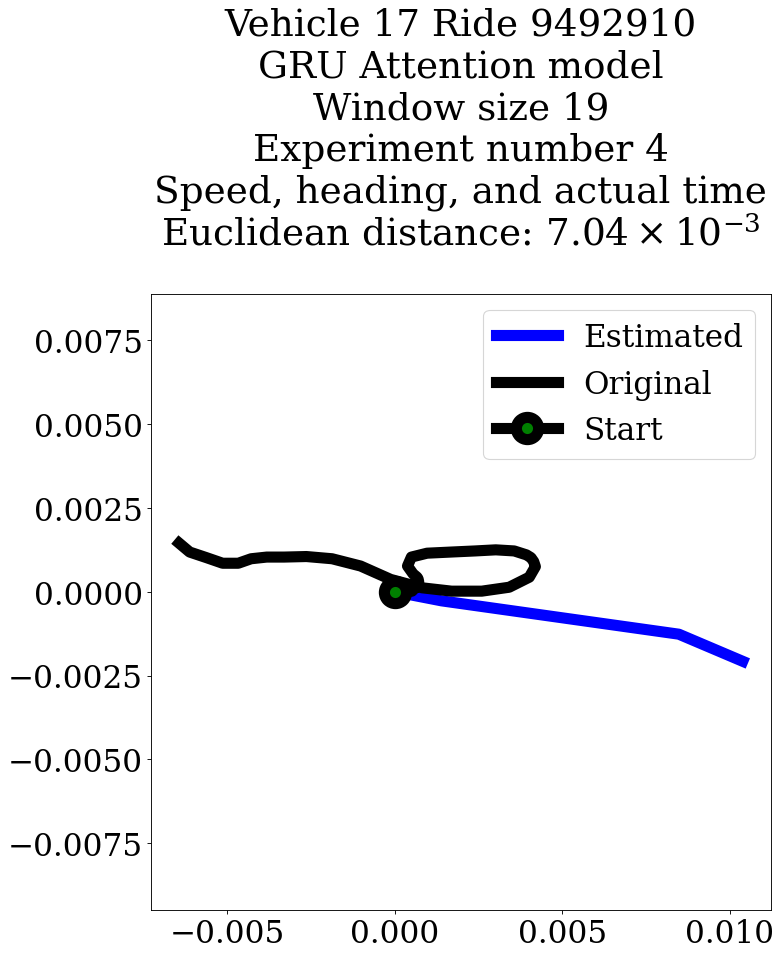 Vehicle 17 Ride 9492910
GRU Attention model
Window size 19
Experiment number 4
Speed, heading, and actual time
Euclidean distance: 7.04 × 10⁻³
Estimated
Original
Start
0.0075
0.0050
0.0025
0.0000
−0.0025
−0.0050
−0.0075
−0.005 0.000 0.005 0.010